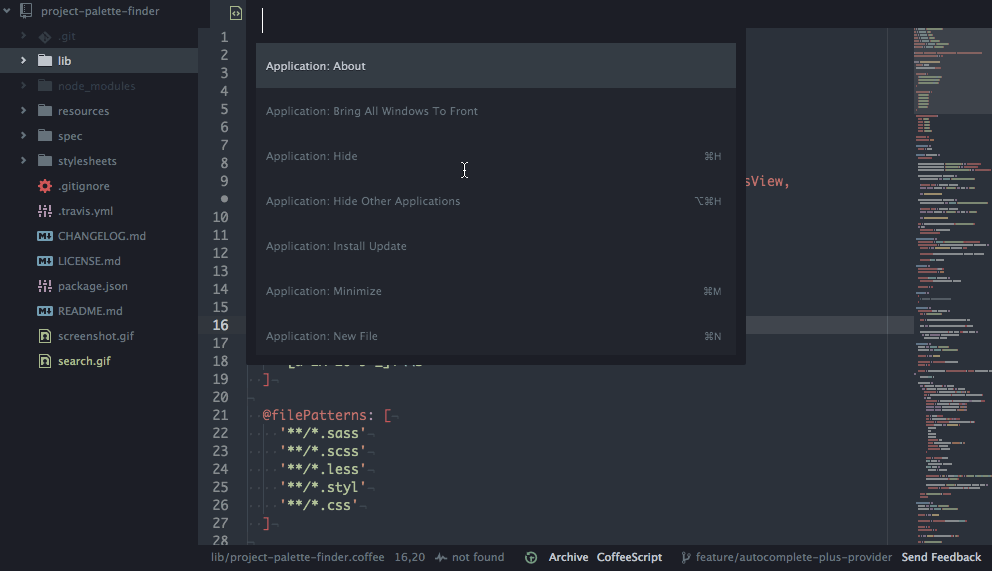 project-palette-finder
.git
lib
node_modules
resources
spec
stylesheets
.gitignore
.travis.yml
CHANGELOG.md
LICENSE.md
package.json
README.md
screenshot.gif
search.gif
Application: About
Application: Bring All Windows To Front
Application: Hide ⌘H
Application: Hide Other Applications ⌥⌘H
Application: Install Update
Application: Minimize ⌘M
Application: New File ⌘N
1
2
3
4
5
6
7
8
9 sView,
•
10
11
12
13
14
15
16
17
18
19 ]
20
21 @filePatterns: [
22 '**/*.sass'
23 '**/*.scss'
24 '**/*.less'
25 '**/*.styl'
26 '**/*.css'
27 ]
28
lib/project-palette-finder.coffee 16,20 not found Archive CoffeeScript feature/autocomplete-plus-provider Send Feedback